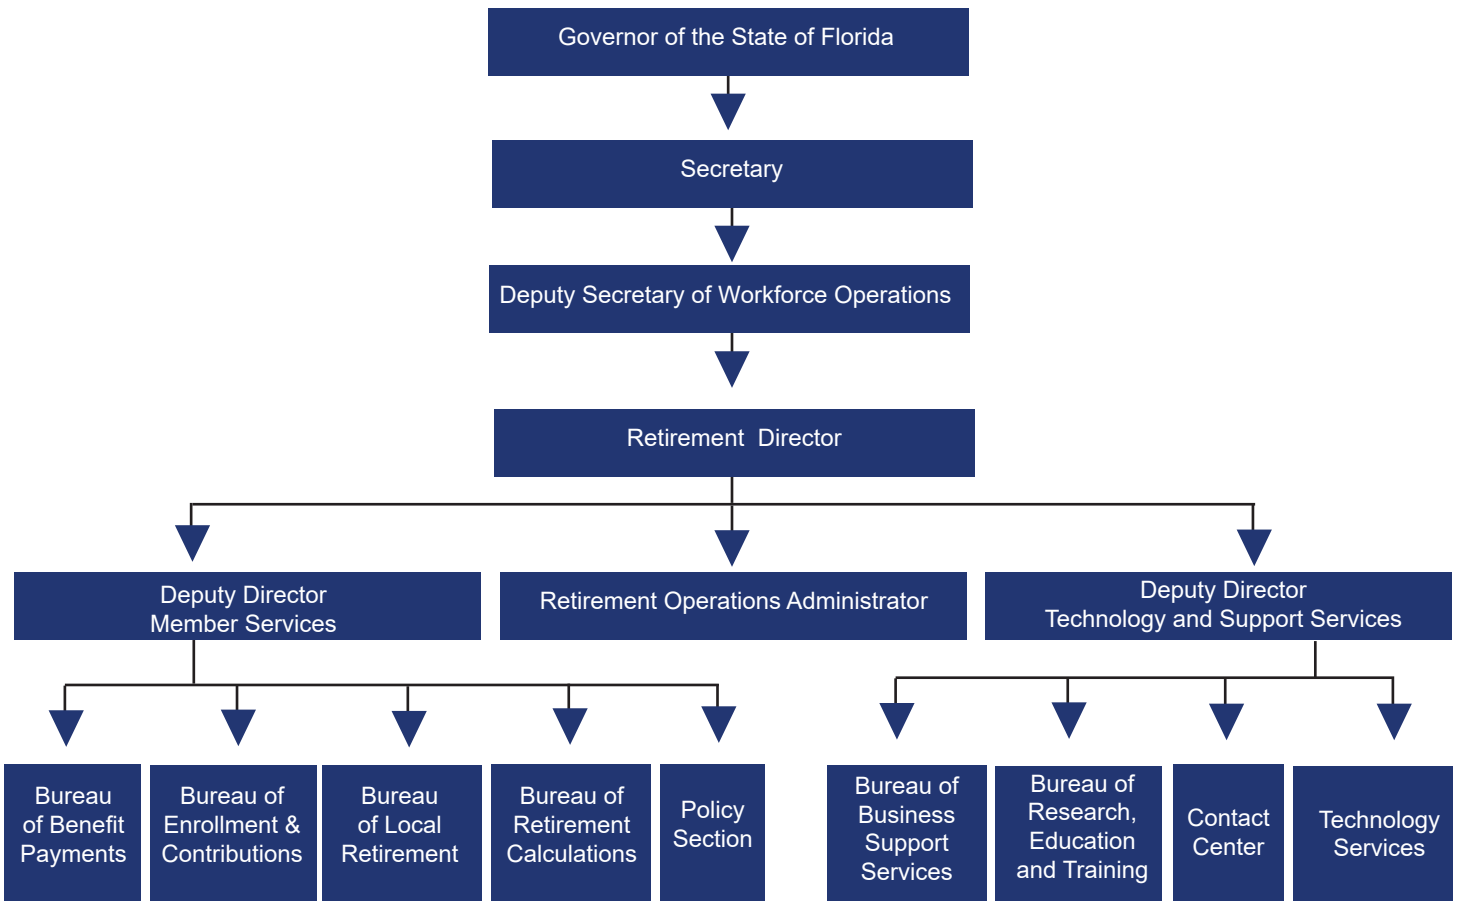 Governor of the State of Florida
Secretary
Deputy Secretary of Workforce Operations
Retirement  Director
Deputy Director
Member Services
Retirement Operations Administrator
Deputy Director
Technology and Support Services
Bureau
of Benefit
Payments
Bureau of
Enrollment &
Contributions
Bureau
of Local
Retirement
Bureau of
Retirement
Calculations
Policy
Section
Bureau of
Business
Support
Services
Bureau of
Research,
Education
and Training
Contact
Center
Technology
Services